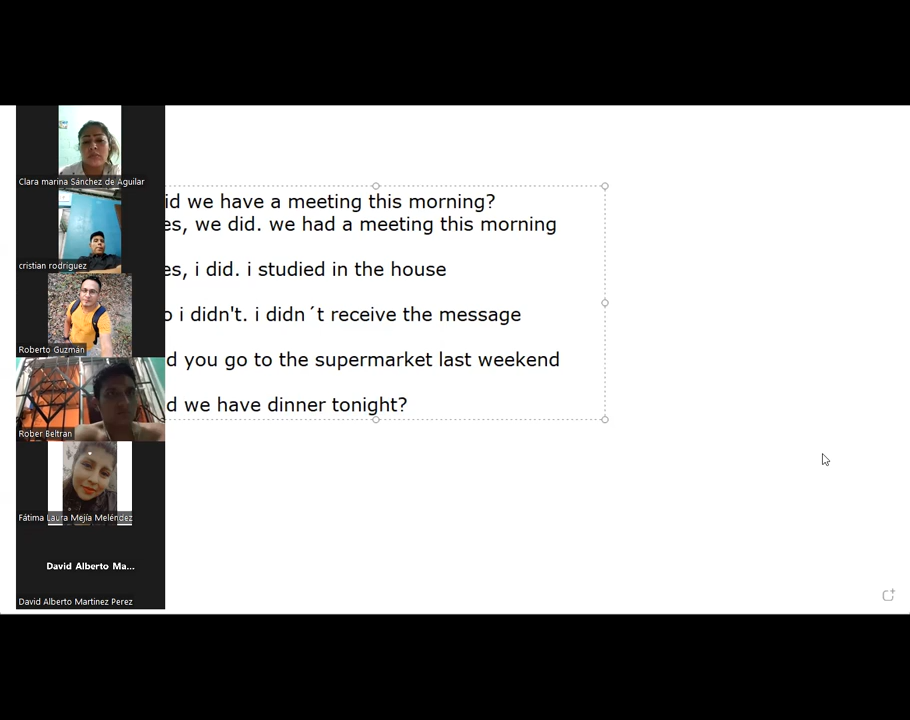 Clara marina Sánchez de Aguilar
cristian rodriguez
Roberto Guzmán
Rober Beltran
Fátima Laura Mejía Meléndez
David Alberto Ma...
David Alberto Martinez Perez
id we have a meeting this morning?
es, we did. we had a meeting this morning
es, i did. i studied in the house
o i didn't. i didn´t receive the message
d you go to the supermarket last weekend
d we have dinner tonight?